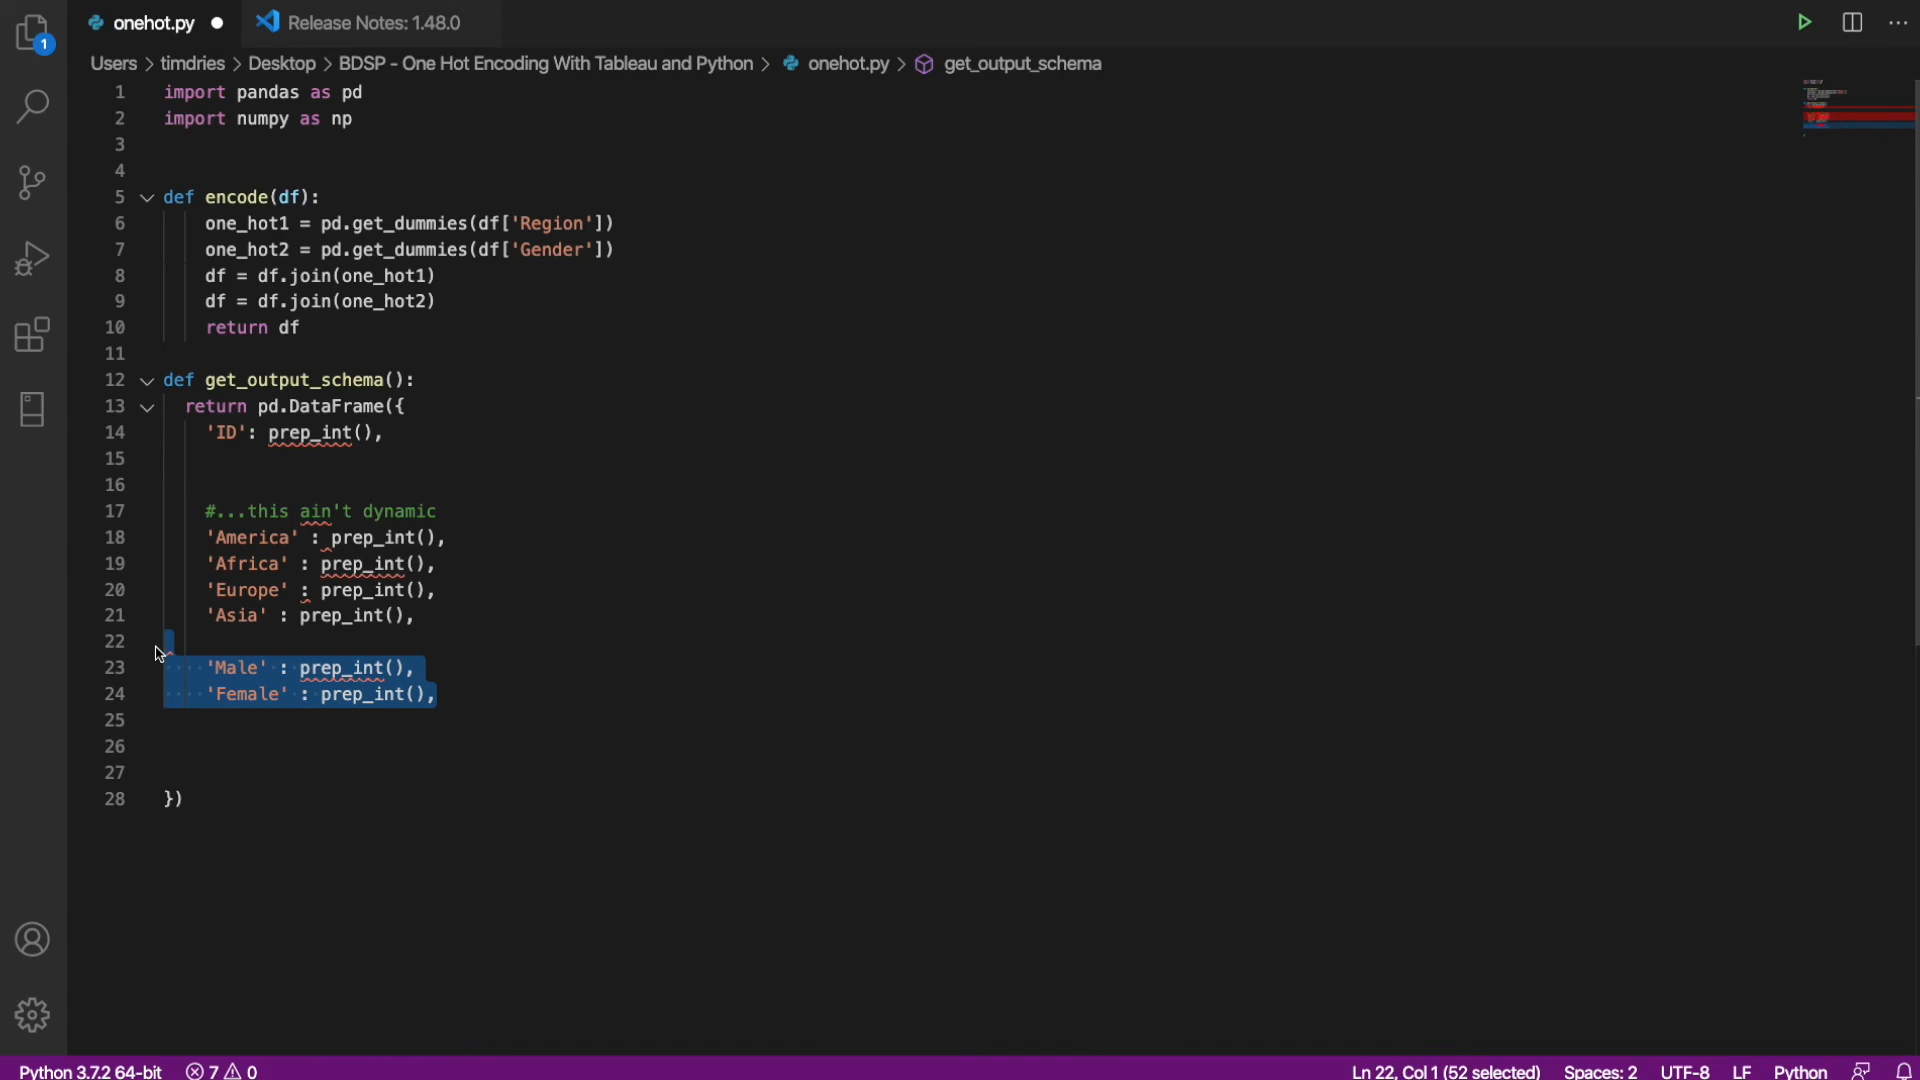 onehot.py
Release Notes: 1.48.0
1
Users > timdries > Desktop > BDSP - One Hot Encoding With Tableau and Python > onehot.py > get_output_schema
1 import pandas as pd
2 import numpy as np
3
4
5 def encode(df):
6 one_hot1 = pd.get_dummies(df['Region'])
7 one_hot2 = pd.get_dummies(df['Gender'])
8 df = df.join(one_hot1)
9 df = df.join(one_hot2)
10 return df
11
12 def get_output_schema():
13 return pd.DataFrame({
14 'ID': prep_int(),
15
16
17 #...this ain't dynamic
18 'America' : prep_int(),
19 'Africa' : prep_int(),
20 'Europe' : prep_int(),
21 'Asia' : prep_int(),
22
23 'Male' : prep_int(),
24 'Female' : prep_int(),
25
26
27
28 })
Python 3.7.2 64-bit 7 0 Ln 22, Col 1 (52 selected) Spaces: 2 UTF-8 LF Python